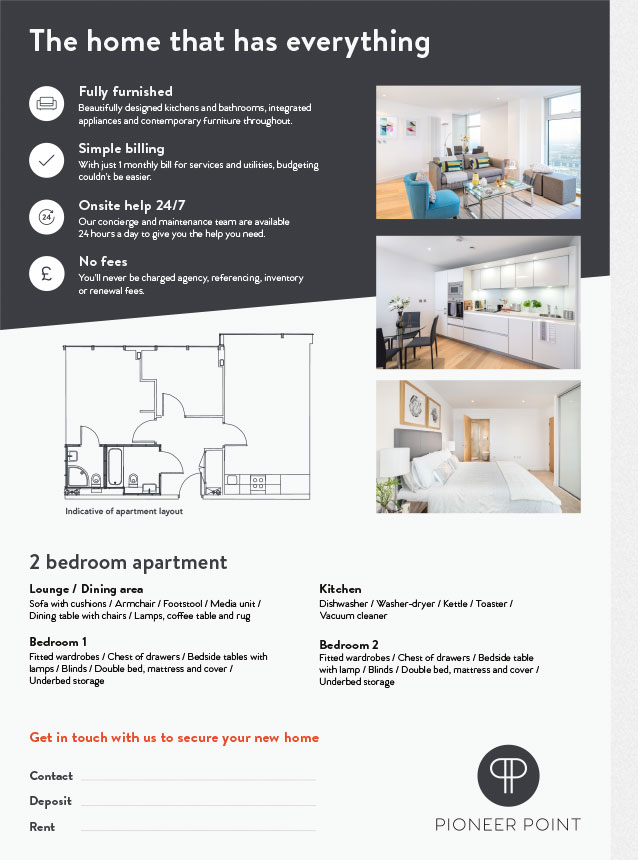 The home that has everything
Fully furnished
Beautifully designed kitchens and bathrooms, integrated
appliances and contemporary furniture throughout.
Simple billing
With just 1 monthly bill for services and utilities, budgeting
couldn't be easier.
24
Onsite help 24/7
Our concierge and maintenance team are available
24 hours a day to give you the help you need.
£
No fees
You'll never be charged agency, referencing, inventory
or renewal fees.
Indicative of apartment layout
2 bedroom apartment
Lounge / Dining area
Sofa with cushions / Armchair / Footstool / Media unit /
Dining table with chairs / Lamps, coffee table and rug
Bedroom 1
Fitted wardrobes / Chest of drawers / Bedside tables with
lamps / Blinds / Double bed, mattress and cover /
Underbed storage
Kitchen
Dishwasher / Washer-dryer / Kettle / Toaster /
Vacuum cleaner
Bedroom 2
Fitted wardrobes / Chest of drawers / Bedside table
with lamp / Blinds / Double bed, mattress and cover /
Underbed storage
Get in touch with us to secure your new home
Contact
Deposit
Rent
PIONEER POINT